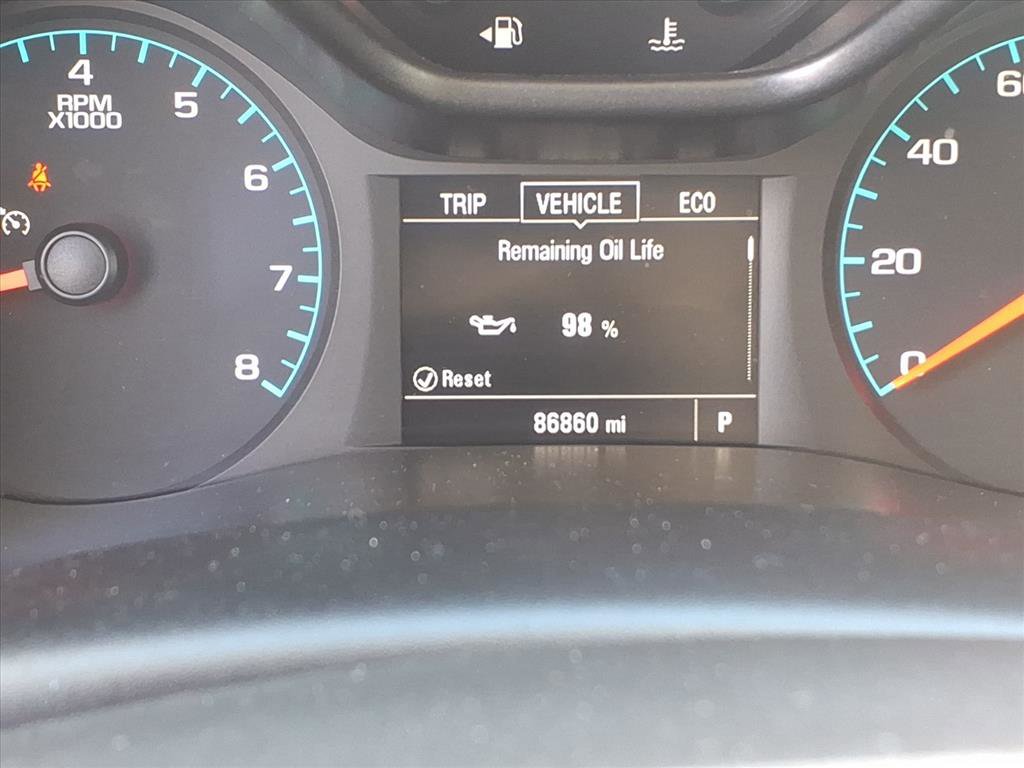 4
RPM
X1000
5
6
7
8
TRIP VEHICLE ECO
Remaining Oil Life
98 %
Reset
86860 mi P
40
20
0